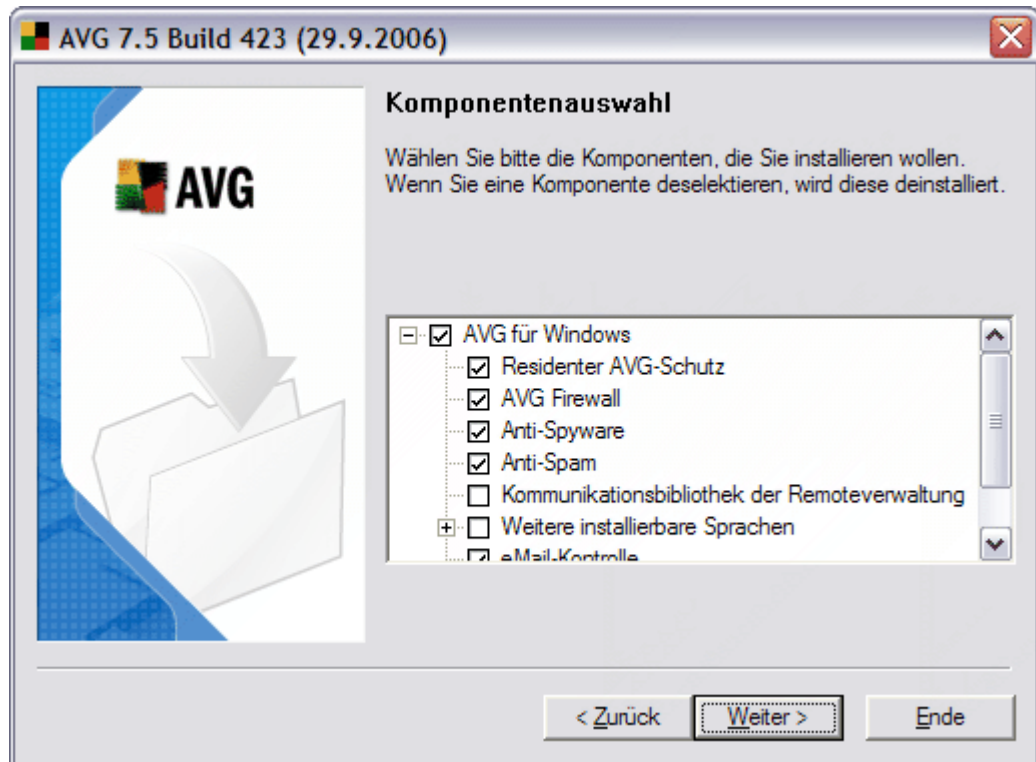 AVG 7.5 Build 423 (29.9.2006)
AVG
Komponentenauswahl
Wählen Sie bitte die Komponenten, die Sie installieren wollen.
Wenn Sie eine Komponente deselektieren, wird diese deinstalliert.
AVG für Windows
Residenter AVG-Schutz
AVG Firewall
Anti-Spyware
Anti-Spam
Kommunikationsbibliothek der Remoteverwaltung
Weitere installierbare Sprachen
eMail-Kontrolle
< Zurück
Weiter >
Ende